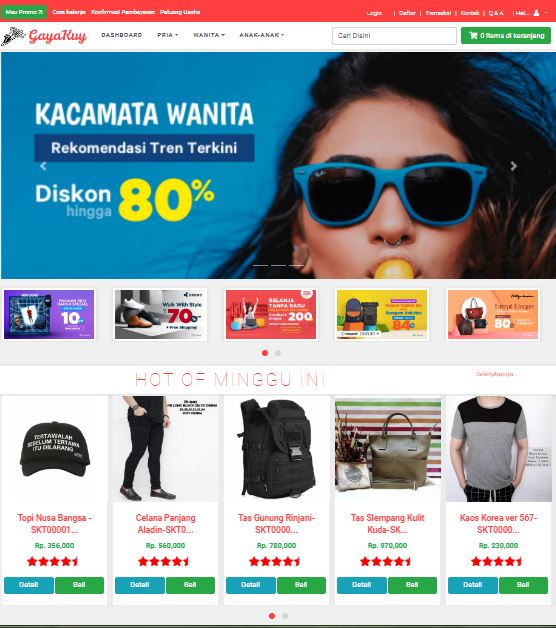 Mau Promo ?!
Cara belanja
Konfirmasi Pembayaran
Peluang Usaha
Login
| Daftar
| Transaksi
| Kontak
| Q & A
| Hai...
GayaKuy
DASHBOARD
PRIA
WANITA
ANAK-ANAK
Cari Disini
0 items di keranjang
KACAMATA WANITA
Rekomendasi Tren Terkini
Diskon
hingga
80%
10
Walk With Style
70%
+ Free Shipping
BELANJA
TANPA RAGU
200
84
Tampil Elegan
80
HOT OF MINGGU INI
Selengkapnya...
TERTAWALAH
SEBELUM TERTAWA
ITU DILARANG
Topi Nusa Bangsa -
SKT00001...
Rp. 356,000
Detail
Beli
Celana Panjang
Aladin-SKT0...
Rp. 560,000
Detail
Beli
Tas Gunung Rinjani-
SKT0000...
Rp. 780,000
Detail
Beli
Tas Slempang Kulit
Kuda-SK...
Rp. 970,000
Detail
Beli
Kaos Korea ver 567-
SKT0000...
Rp. 230,000
Detail
Beli